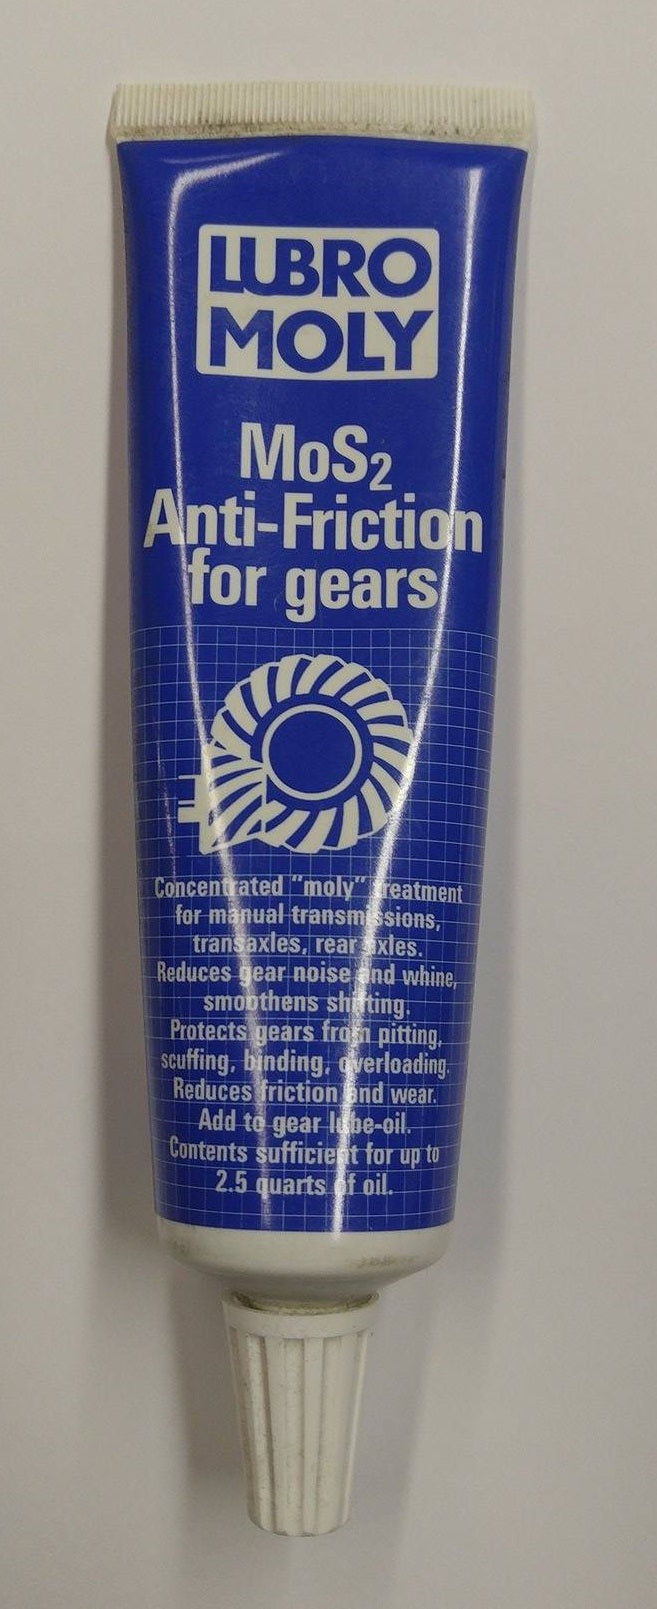 LUBRO
MOLY
MoS₂
Anti-Friction
for gears
Concentrated "moly" treatment
for manual transmissions,
transaxles, rear axles.
Reduces gear noise and whine,
smoothens shifting.
Protects gears from pitting,
scuffing, binding, overloading.
Reduces friction and wear.
Add to gear lube-oil.
Contents sufficient for up to
2.5 quarts of oil.